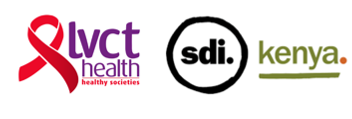 lvct
health
healthy societies
sdi. kenya.